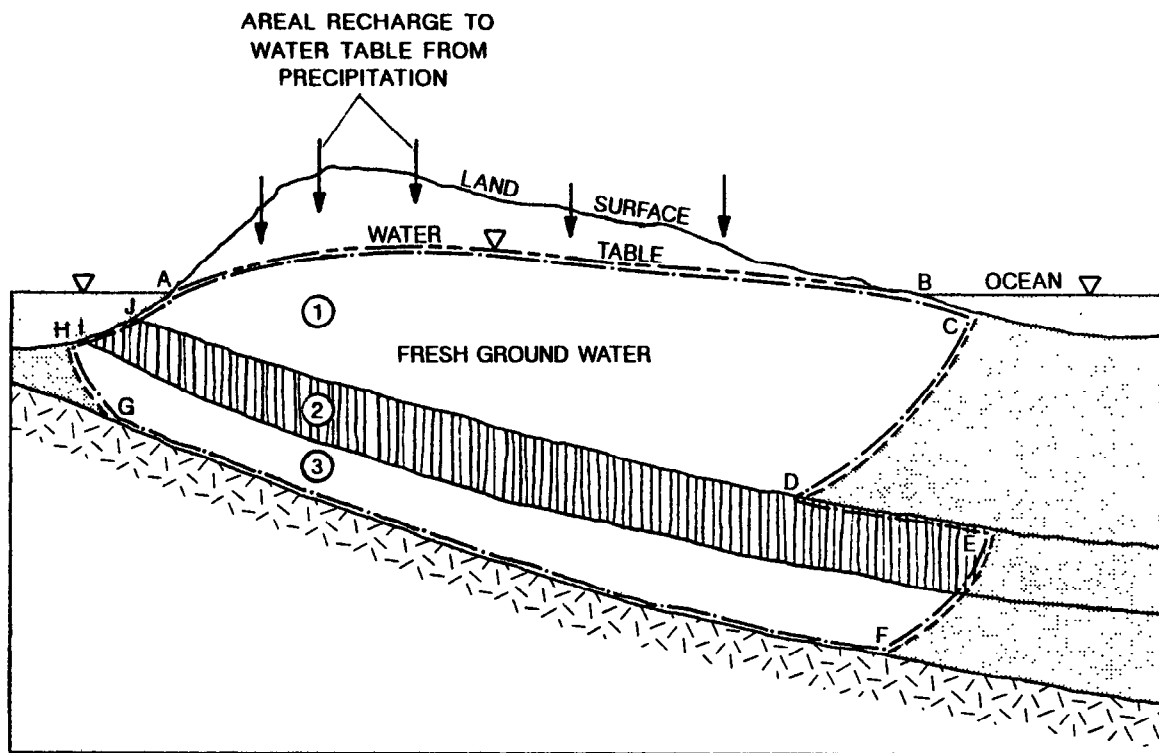 AREAL RECHARGE TO
WATER TABLE FROM
PRECIPITATION
LAND
SURFACE
WATER
TABLE
A
B
OCEAN
J
1
C
H
I
FRESH GROUND WATER
G
2
3
D
E
F